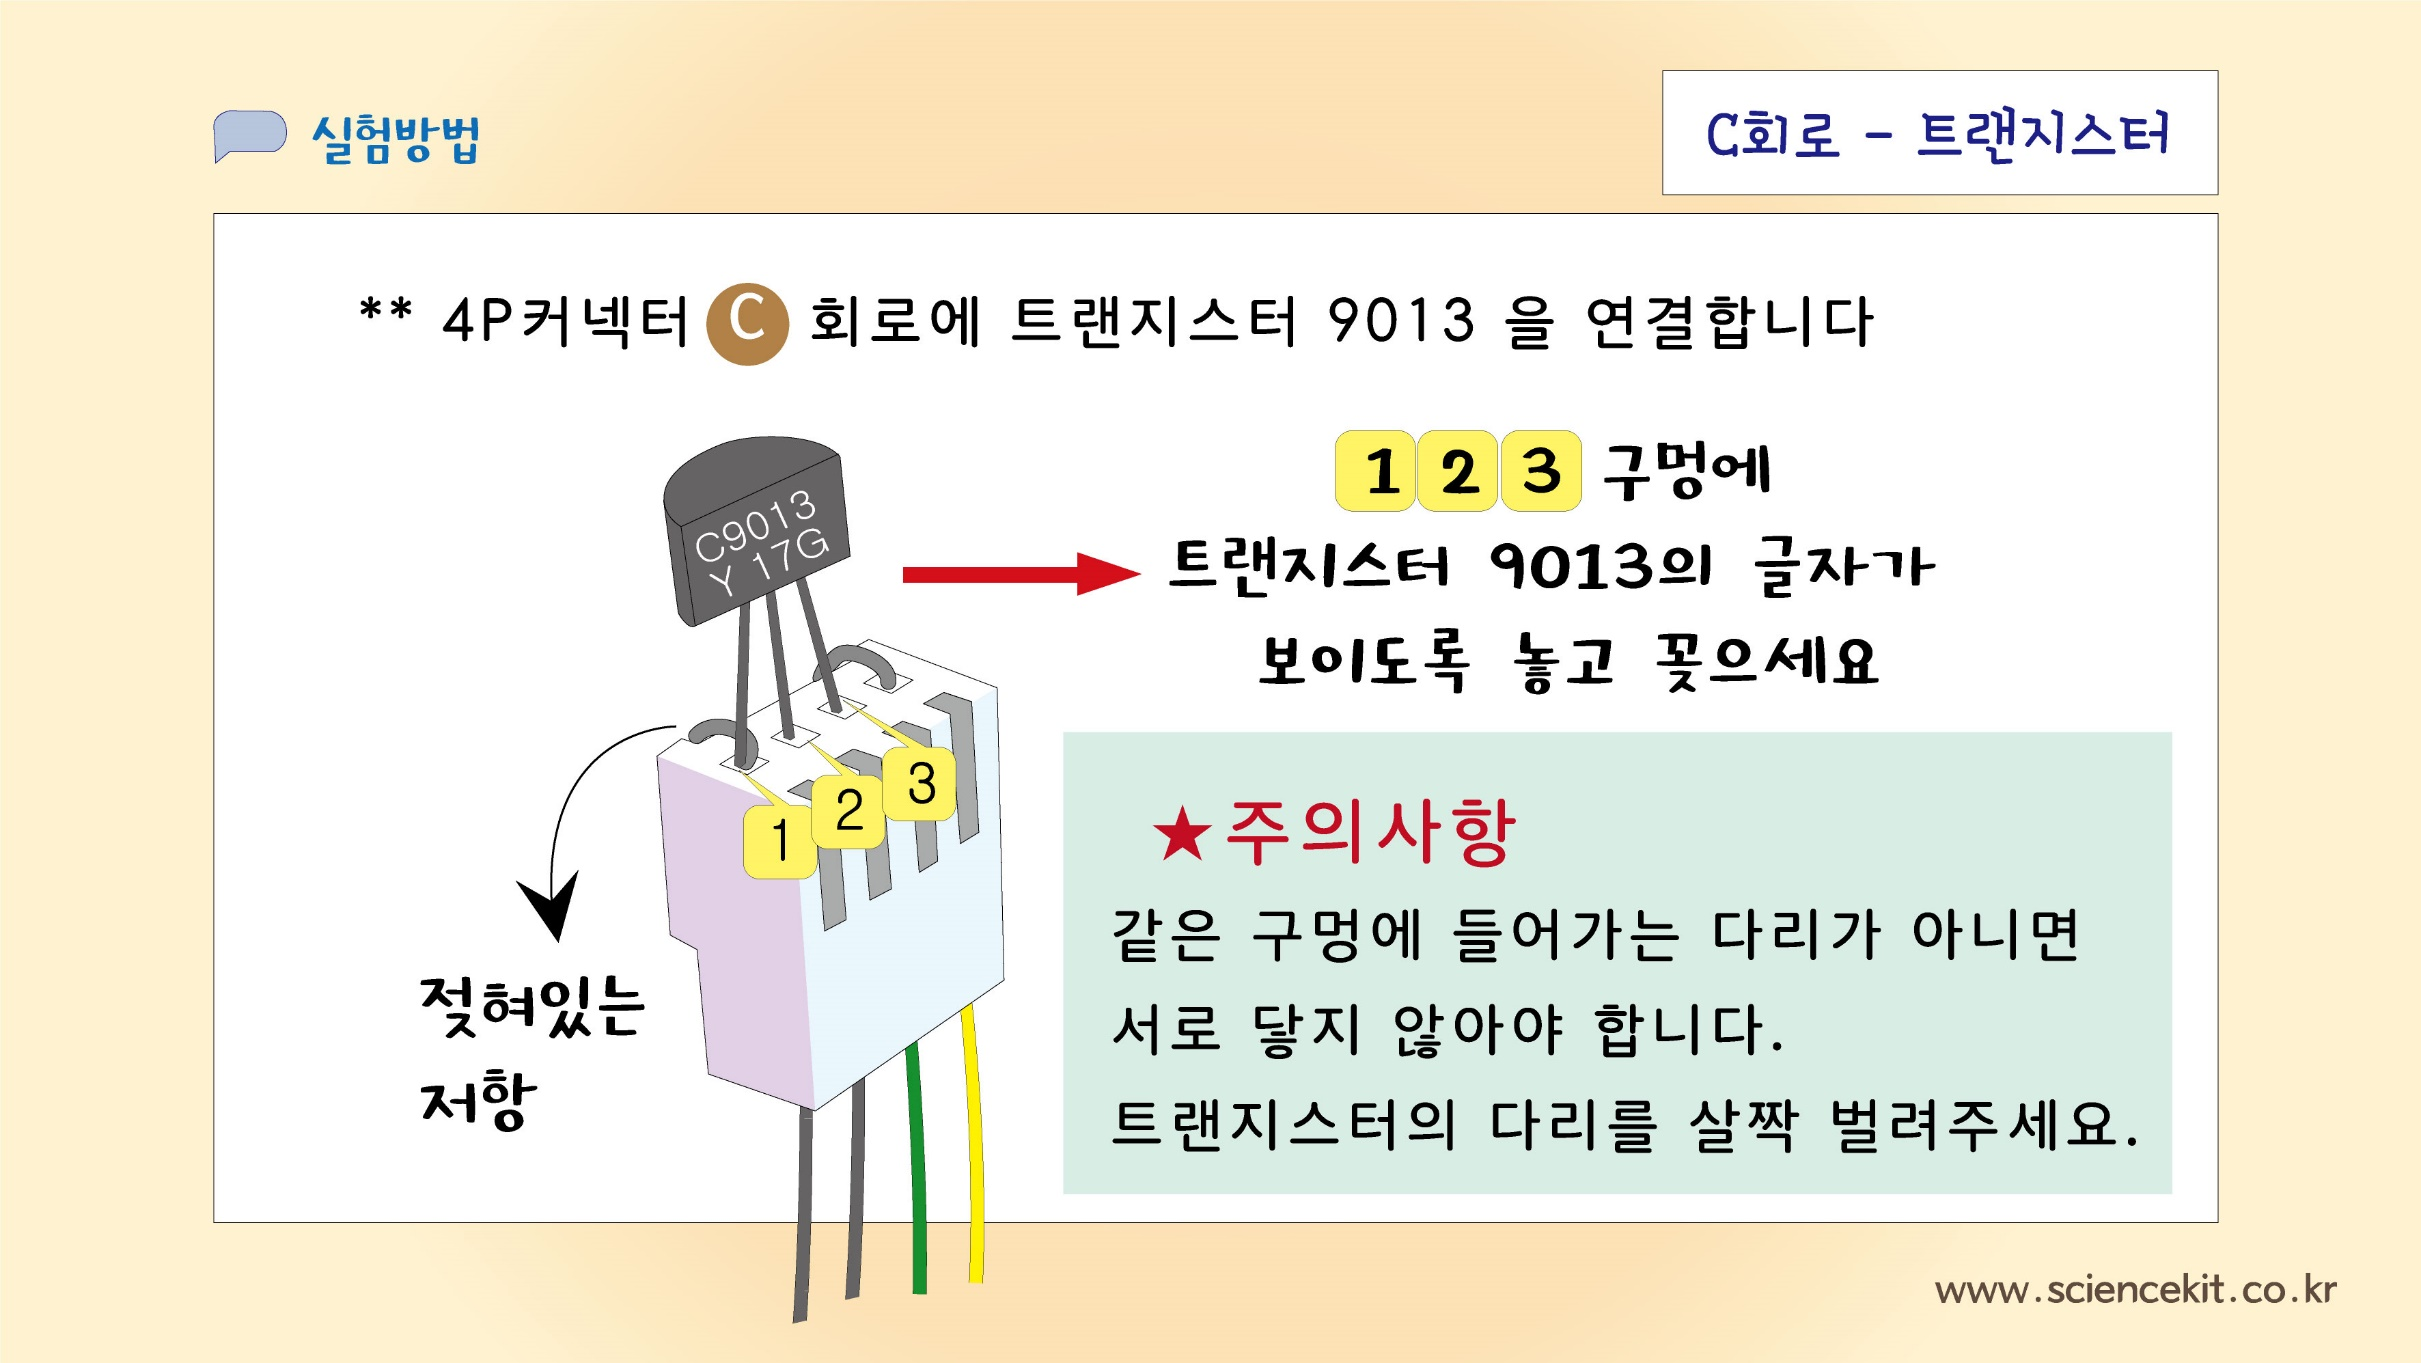 실험방법
C회로 - 트랜지스터
** 4P커넥터 C 회로에 트랜지스터 9013 을 연결합니다
1 2 3 구멍에
트랜지스터 9013의 글자가
보이도록 놓고 꽂으세요
C9013
Y 17G
1
2
3
젖혀있는
저항
★주의사항
같은 구멍에 들어가는 다리가 아니면
서로 닿지 않아야 합니다.
트랜지스터의 다리를 살짝 벌려주세요.
www.sciencekit.co.kr